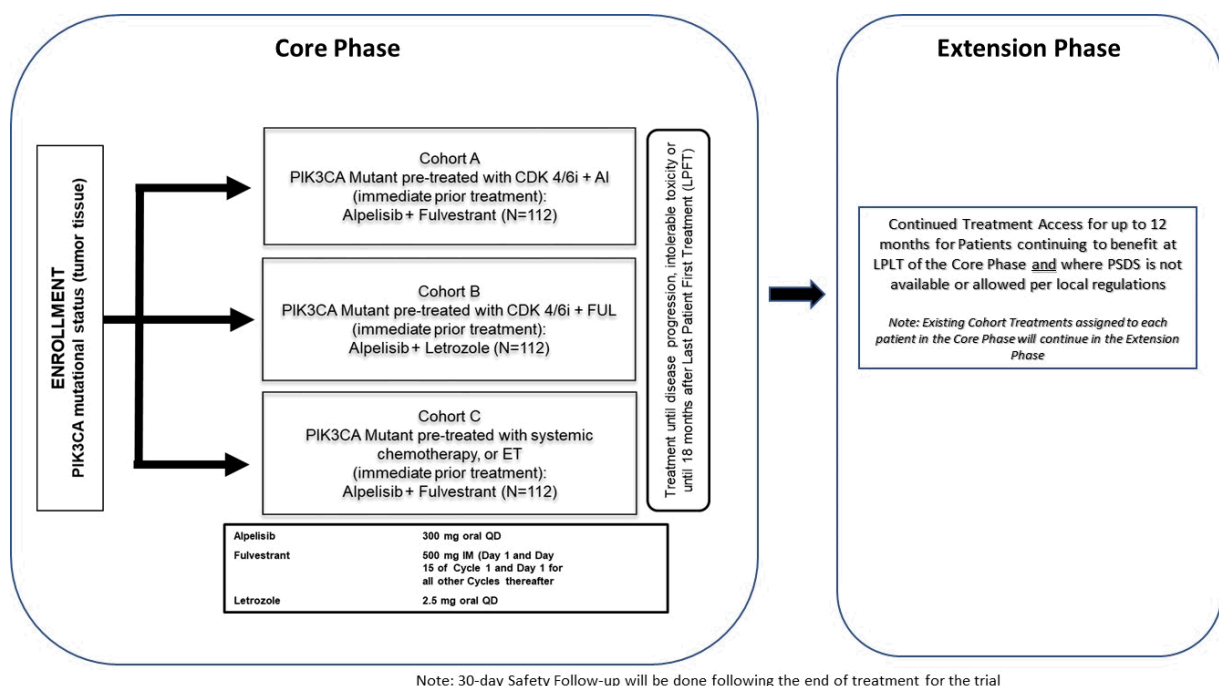 Core Phase
ENROLLMENT
PIK3CA mutational status (tumor tissue)
Cohort A
PIK3CA Mutant pre-treated with CDK 4/6i + AI
(immediate prior treatment):
Alpelisib + Fulvestrant (N=112)
Cohort B
PIK3CA Mutant pre-treated with CDK 4/6i + FUL
(immediate prior treatment):
Alpelisib + Letrozole (N=112)
Cohort C
PIK3CA Mutant pre-treated with systemic
chemotherapy, or ET
(immediate prior treatment):
Alpelisib + Fulvestrant (N=112)
Treatment until disease progression, intolerable toxicity or
until 18 months after Last Patient First Treatment (LPFT)
Alpelisib 300 mg oral QD
Fulvestrant 500 mg IM (Day 1 and Day
15 of Cycle 1 and Day 1 for
all other Cycles thereafter
Letrozole 2.5 mg oral QD
Extension Phase
Continued Treatment Access for up to 12
months for Patients continuing to benefit at
LPLT of the Core Phase and where PSDS is not
available or allowed per local regulations
Note: Existing Cohort Treatments assigned to each
patient in the Core Phase will continue in the Extension
Phase
Note: 30-day Safety Follow-up will be done following the end of treatment for the trial